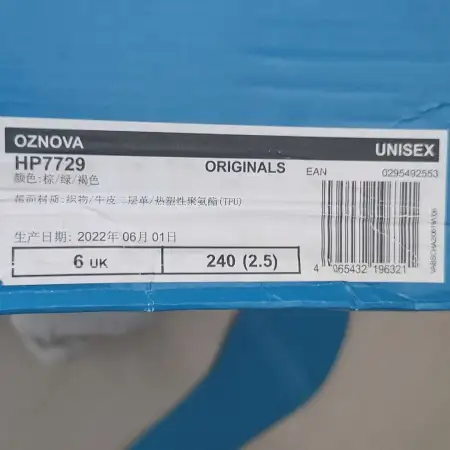 OZNOVA UNISEX
HP7729 ORIGINALS EAN 0295492553
颜色:棕/绿/褐色
帮面材质:织物/牛皮二层革/热塑性聚氨酯(TPU)
生产日期: 2022年 06月 01日
6 UK 240 (2.5)
4 065432 196321